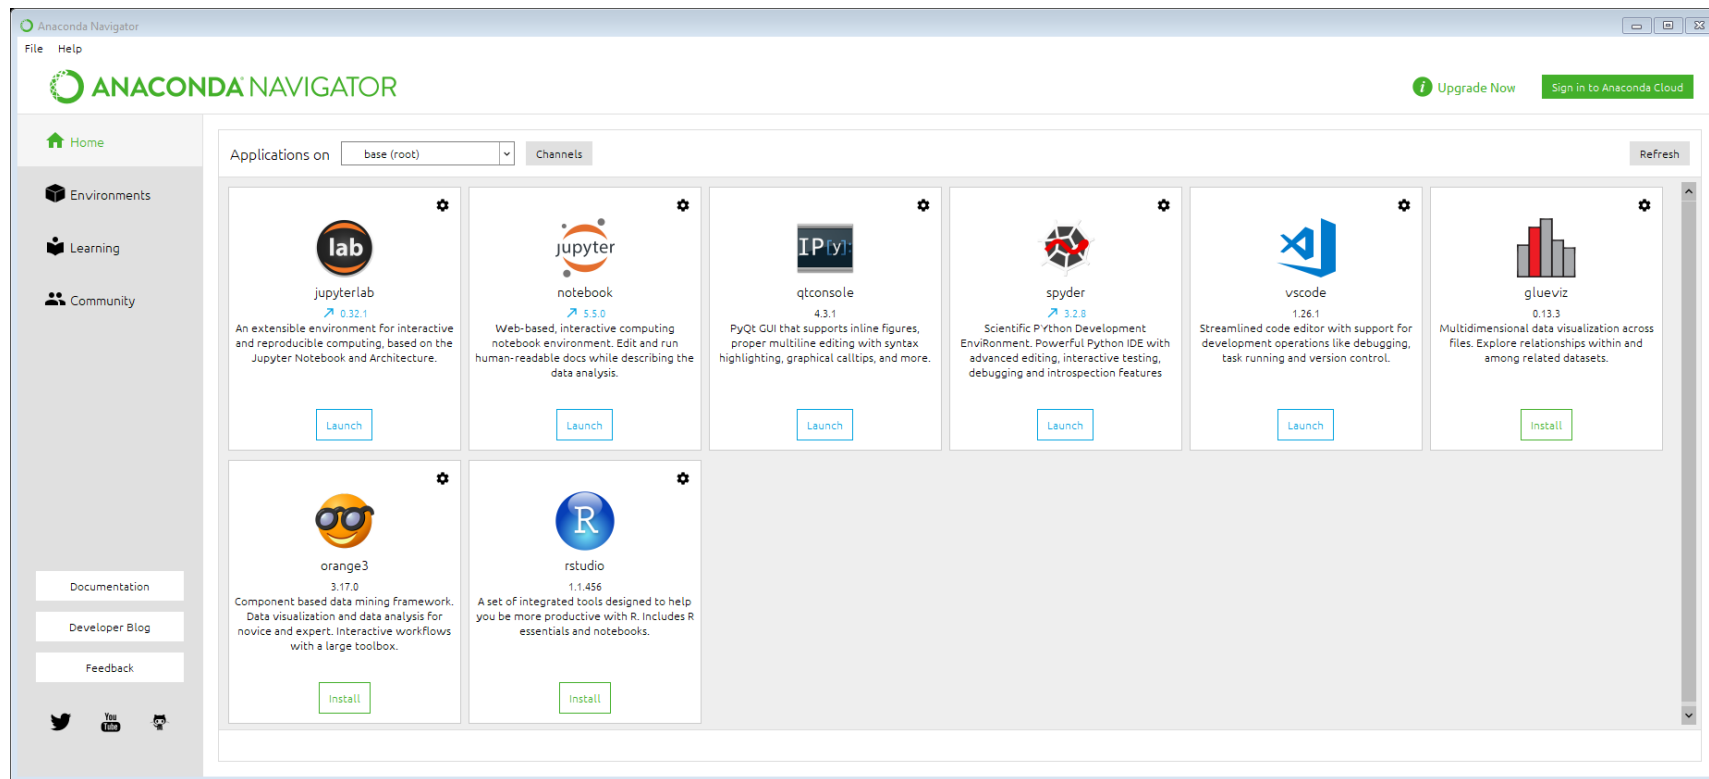 Anaconda Navigator
File Help
ANACONDA NAVIGATOR
i Upgrade Now
Sign in to Anaconda Cloud
Home
Environments
Learning
Community
Documentation
Developer Blog
Feedback
You
Tube
Applications on base (root) Channels
Refresh
lab
jupyterlab
0.32.1
An extensible environment for interactive
and reproducible computing, based on the
Jupyter Notebook and Architecture.
Launch
jupyter
notebook
5.5.0
Web-based, interactive computing
notebook environment. Edit and run
human-readable docs while describing the
data analysis.
Launch
IP[y]:
qtconsole
4.3.1
PyQt GUI that supports inline figures,
proper multiline editing with syntax
highlighting, graphical calltips, and more.
Launch
spyder
3.2.8
Scientific PYthon Development
EnviRonment. Powerful Python IDE with
advanced editing, interactive testing,
debugging and introspection features
Launch
vscode
1.26.1
Streamlined code editor with support for
development operations like debugging,
task running and version control.
Launch
glueviz
0.13.3
Multidimensional data visualization across
files. Explore relationships within and
among related datasets.
Install
orange3
3.17.0
Component based data mining framework.
Data visualization and data analysis for
novice and expert. Interactive workflows
with a large toolbox.
Install
R
rstudio
1.1.456
A set of integrated tools designed to help
you be more productive with R. Includes R
essentials and notebooks.
Install